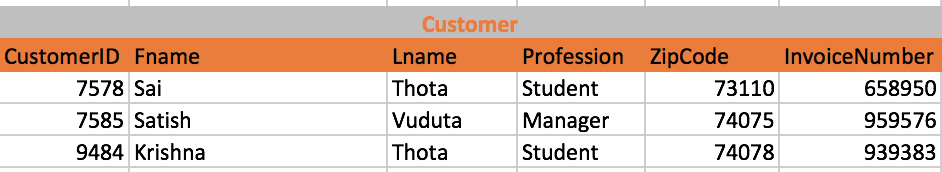 Customer
CustomerID Fname Lname Profession ZipCode InvoiceNumber
7578 Sai Thota Student 73110 658950
7585 Satish Vuduta Manager 74075 959576
9484 Krishna Thota Student 74078 939383